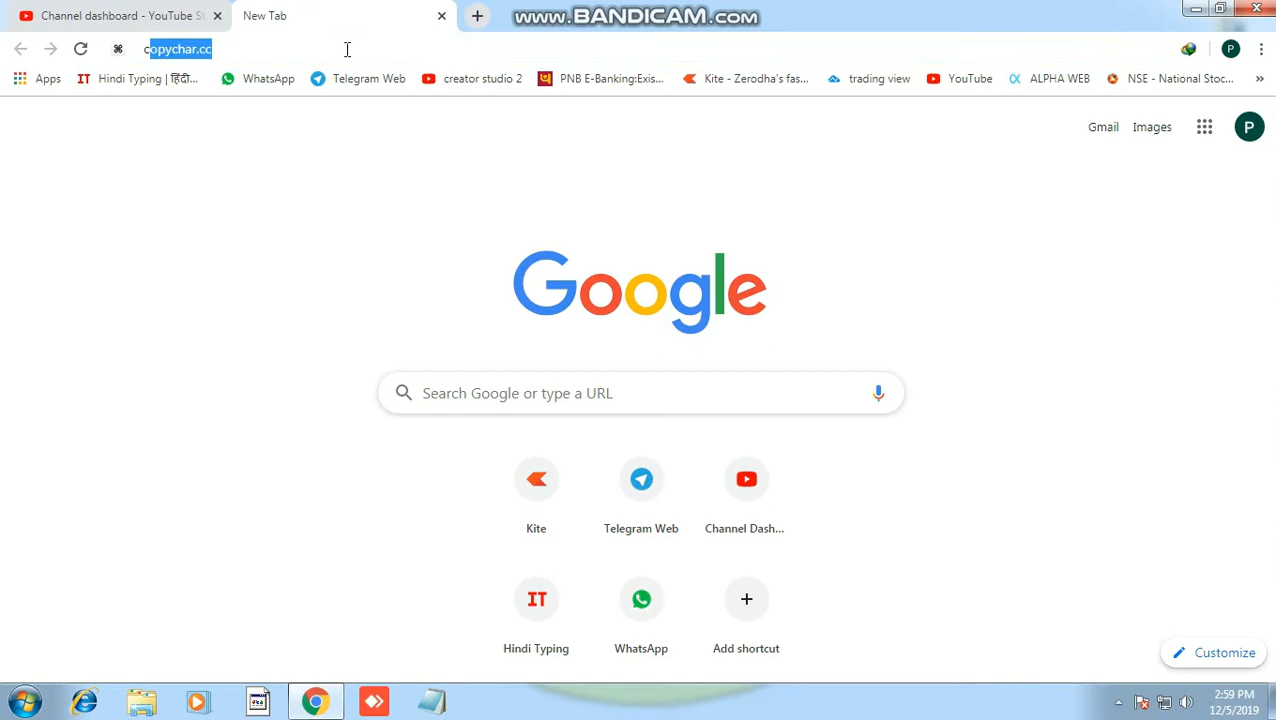 Channel dashboard - YouTube St
New Tab
www.BANDICAM.com
copychar.cc
P
Apps
IT Hindi Typing | हिंदी...
WhatsApp
Telegram Web
creator studio 2
PNB E-Banking:Exis...
Kite - Zerodha's fas...
trading view
YouTube
ALPHA WEB
NSE - National Stoc...
»
Gmail
Images
P
Google
Search Google or type a URL
Kite
Telegram Web
Channel Dash...
IT
Hindi Typing
WhatsApp
Add shortcut
Customize
2:59 PM
12/5/2019